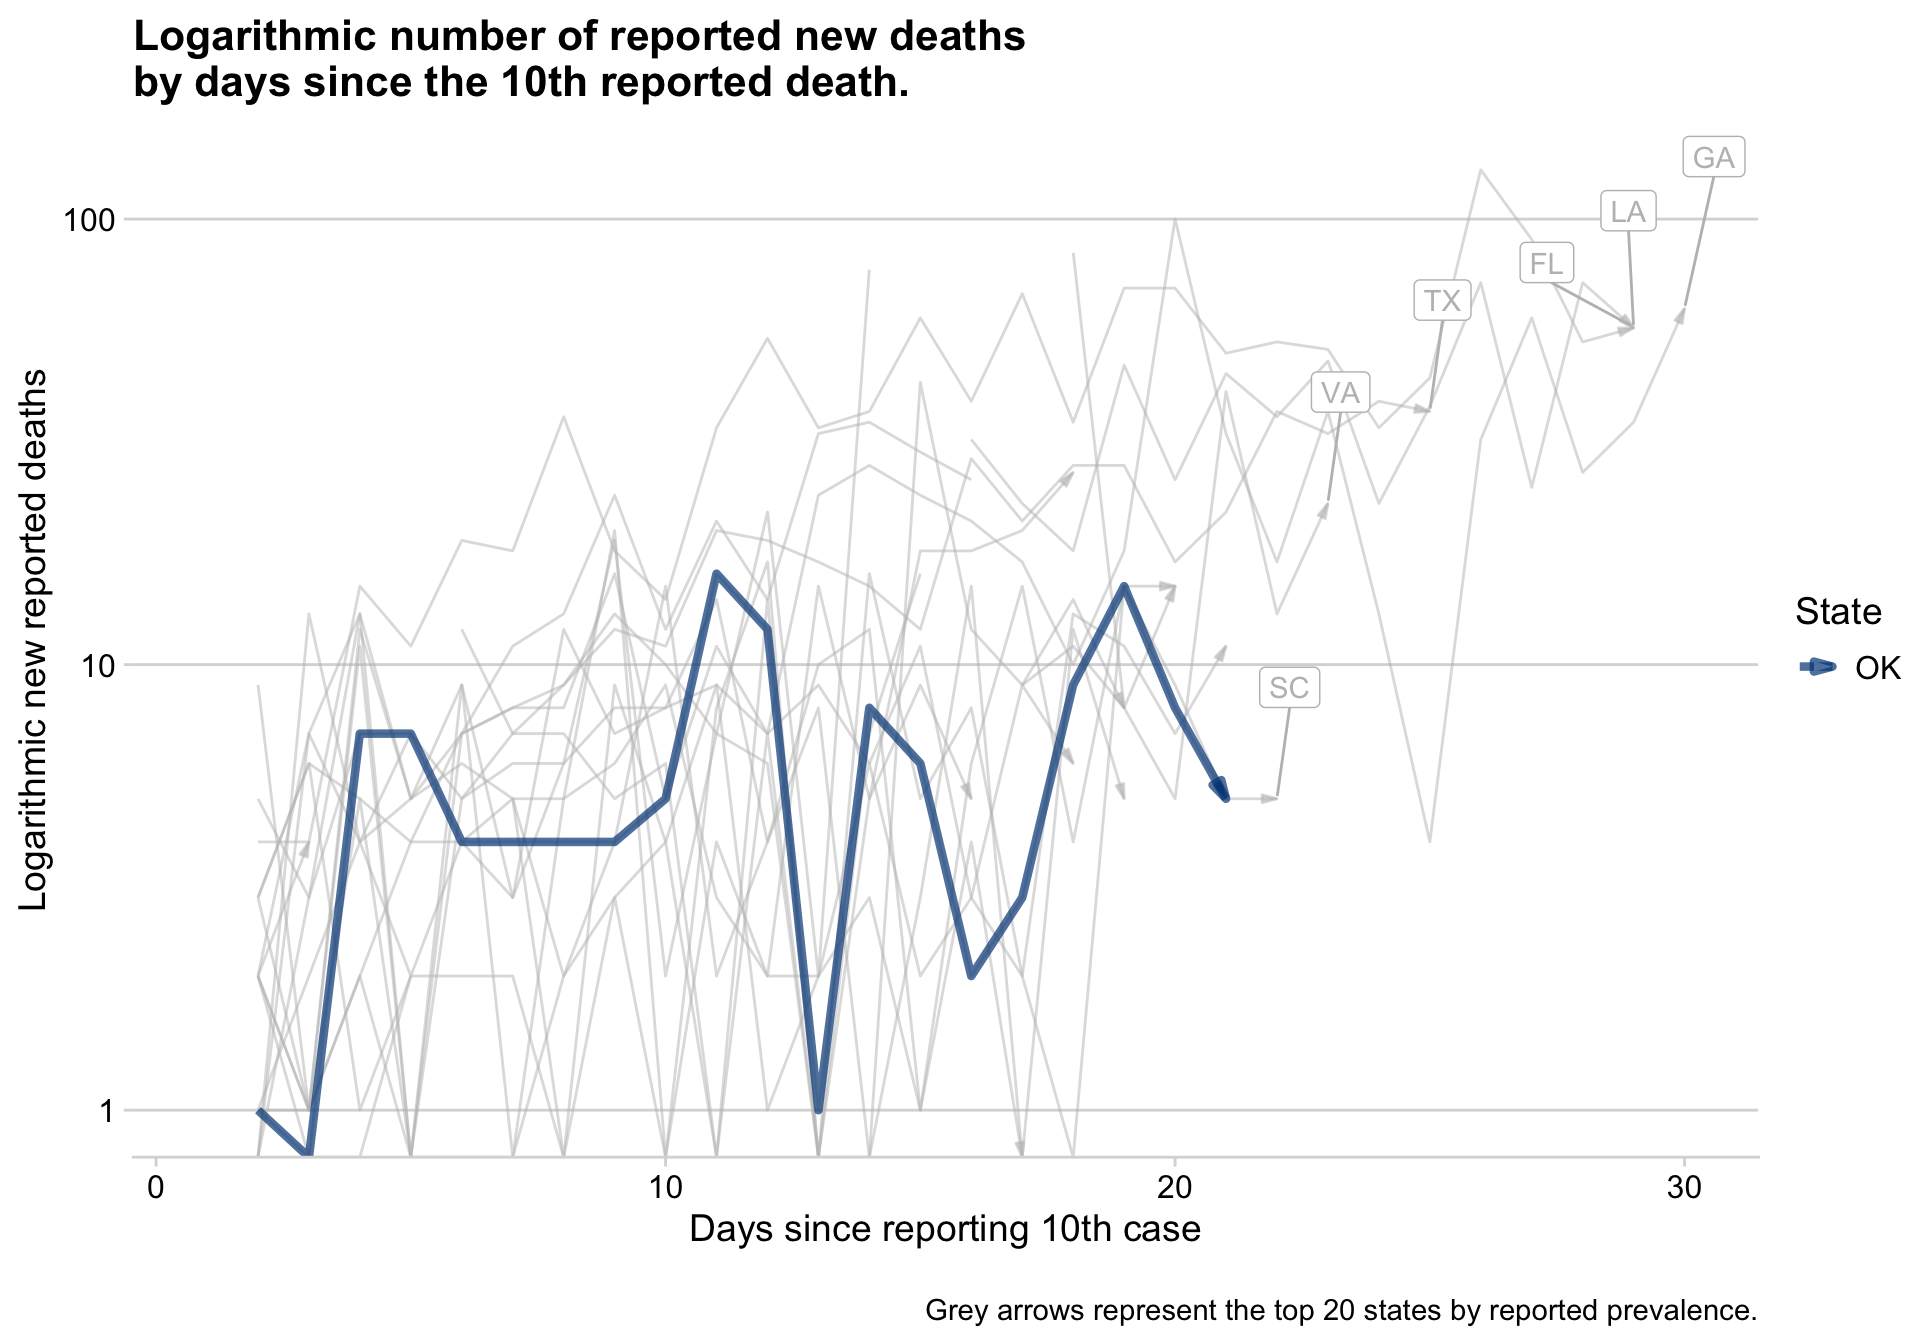 Logarithmic number of reported new deaths
by days since the 10th reported death.
GA
LA
FL
TX
VA
SC
100
10
1
Logarithmic new reported deaths
0 10 20 30
Days since reporting 10th case
State
OK
Grey arrows represent the top 20 states by reported prevalence.